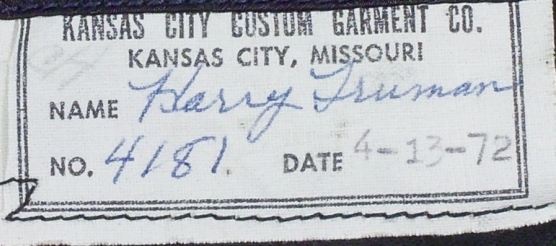 KANSAS CITY CUSTOM GARMENT CO.
KANSAS CITY, MISSOURI
NAME Harry Truman
NO. 4181. DATE 4-13-72